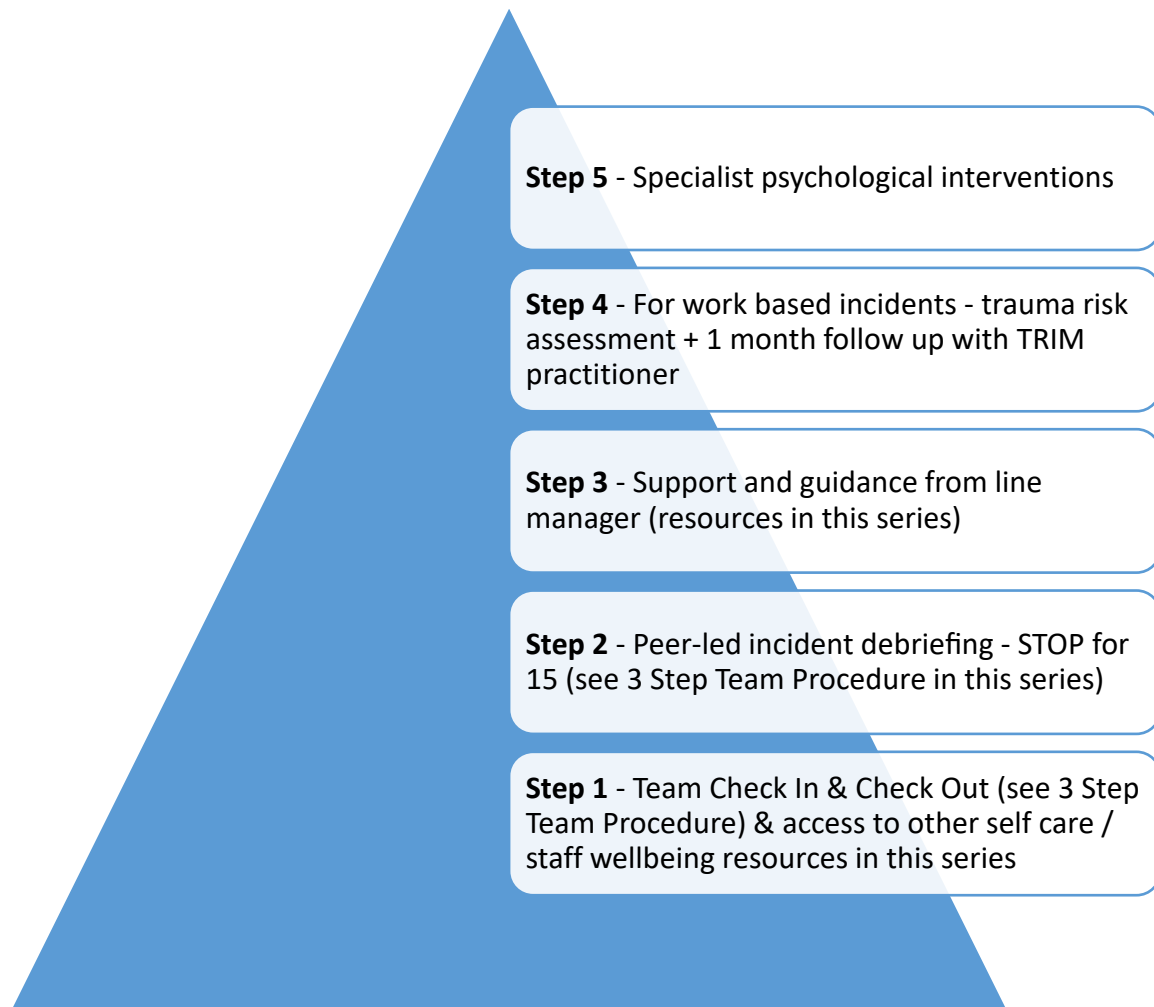 Step 5 - Specialist psychological interventions
Step 4 - For work based incidents - trauma risk
assessment + 1 month follow up with TRIM
practitioner
Step 3 - Support and guidance from line
manager (resources in this series)
Step 2 - Peer-led incident debriefing - STOP for
15 (see 3 Step Team Procedure in this series)
Step 1 - Team Check In & Check Out (see 3 Step
Team Procedure) & access to other self care /
staff wellbeing resources in this series